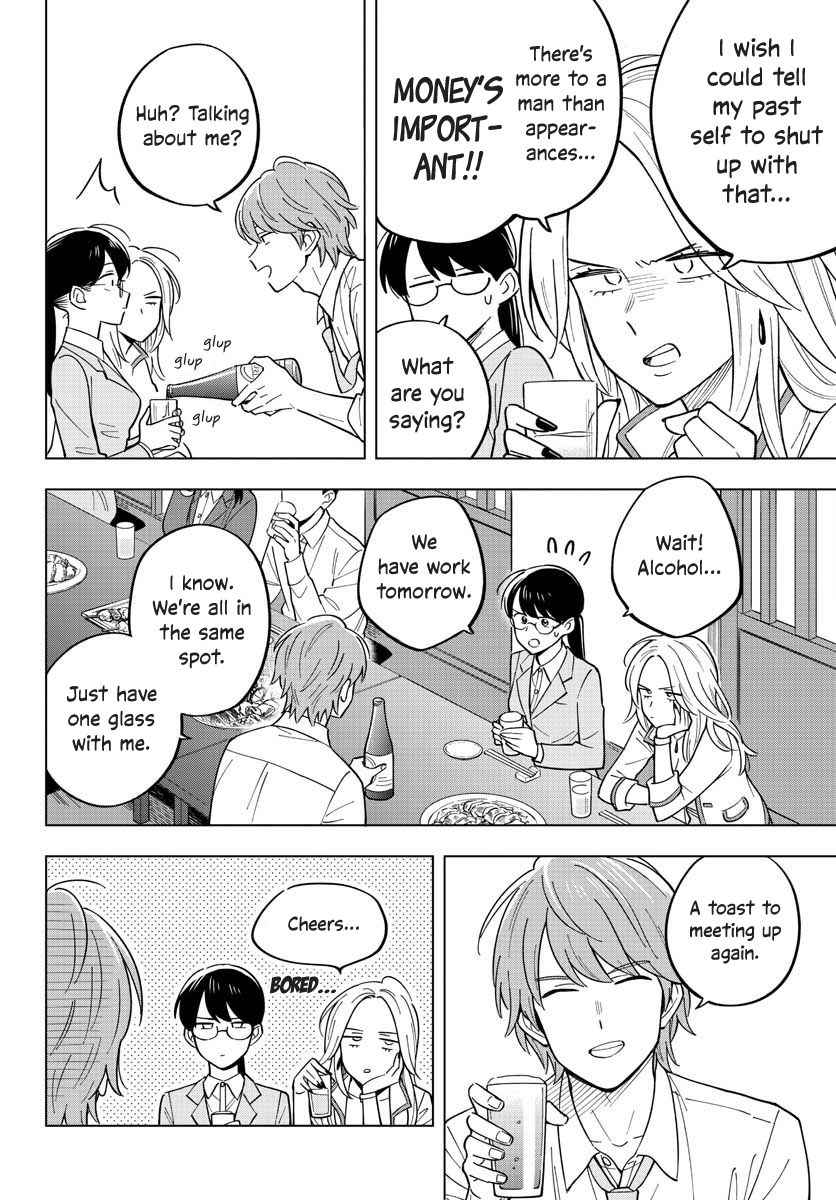 I wish I
could tell
my past
self to shut
up with
that...
There's
more to a
man than
appear-
ances...
MONEY'S
IMPORT-
ANT!!
What
are you
saying?
Huh? Talking
about me?
glup
glup
glup
Wait!
Alcohol...
We
have work
tomorrow.
I know.
We're all in
the same
spot.
Just have
one glass
with me.
A toast to
meeting up
again.
Cheers...
BORED...